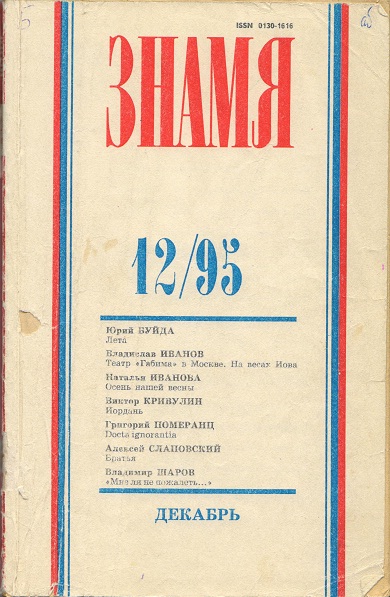 ISSN 0130-1616
ЗНАМЯ
12/95
Юрий БУЙДА
Лета
Владислав ИВАНОВ
Театр «Габима» в Москве. На весах Иова
Наталья ИВАНОВА
Осень нашей весны
Виктор КРИВУЛИН
Иордань
Григорий ПОМЕРАНЦ
Docta ignorantia
Алексей СЛАПОВСКИЙ
Братья
Владимир ШАРОВ
«Мне ли не пожалеть...»
ДЕКАБРЬ